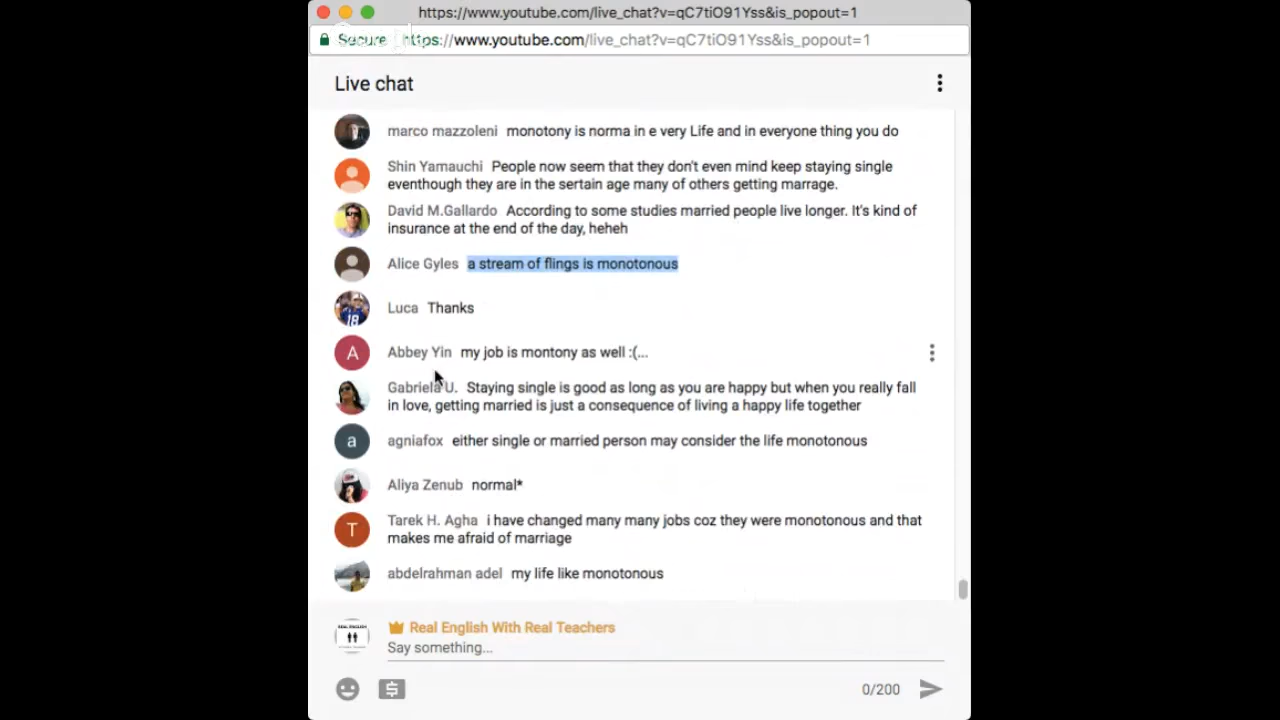 https://www.youtube.com/live_chat?v=qC7tiO91Yss&is_popout=1
Secure https://www.youtube.com/live_chat?v=qC7tiO91Yss&is_popout=1
Live chat
marco mazzoleni monotony is norma in e very Life and in everyone thing you do
Shin Yamauchi People now seem that they don't even mind keep staying single
eventhough they are in the sertain age many of others getting marrage.
David M.Gallardo According to some studies married people live longer. It's kind of
insurance at the end of the day, heheh
Alice Gyles a stream of flings is monotonous
Luca Thanks
18
A Abbey Yin my job is montony as well :(...
Gabriela U. Staying single is good as long as you are happy but when you really fall
in love, getting married is just a consequence of living a happy life together
a agniafox either single or married person may consider the life monotonous
Aliya Zenub normal*
T Tarek H. Agha i have changed many many jobs coz they were monotonous and that
makes me afraid of marriage
abdelrahman adel my life like monotonous
REAL ENGLISH
Real English With Real Teachers
Say something...
$ 0/200